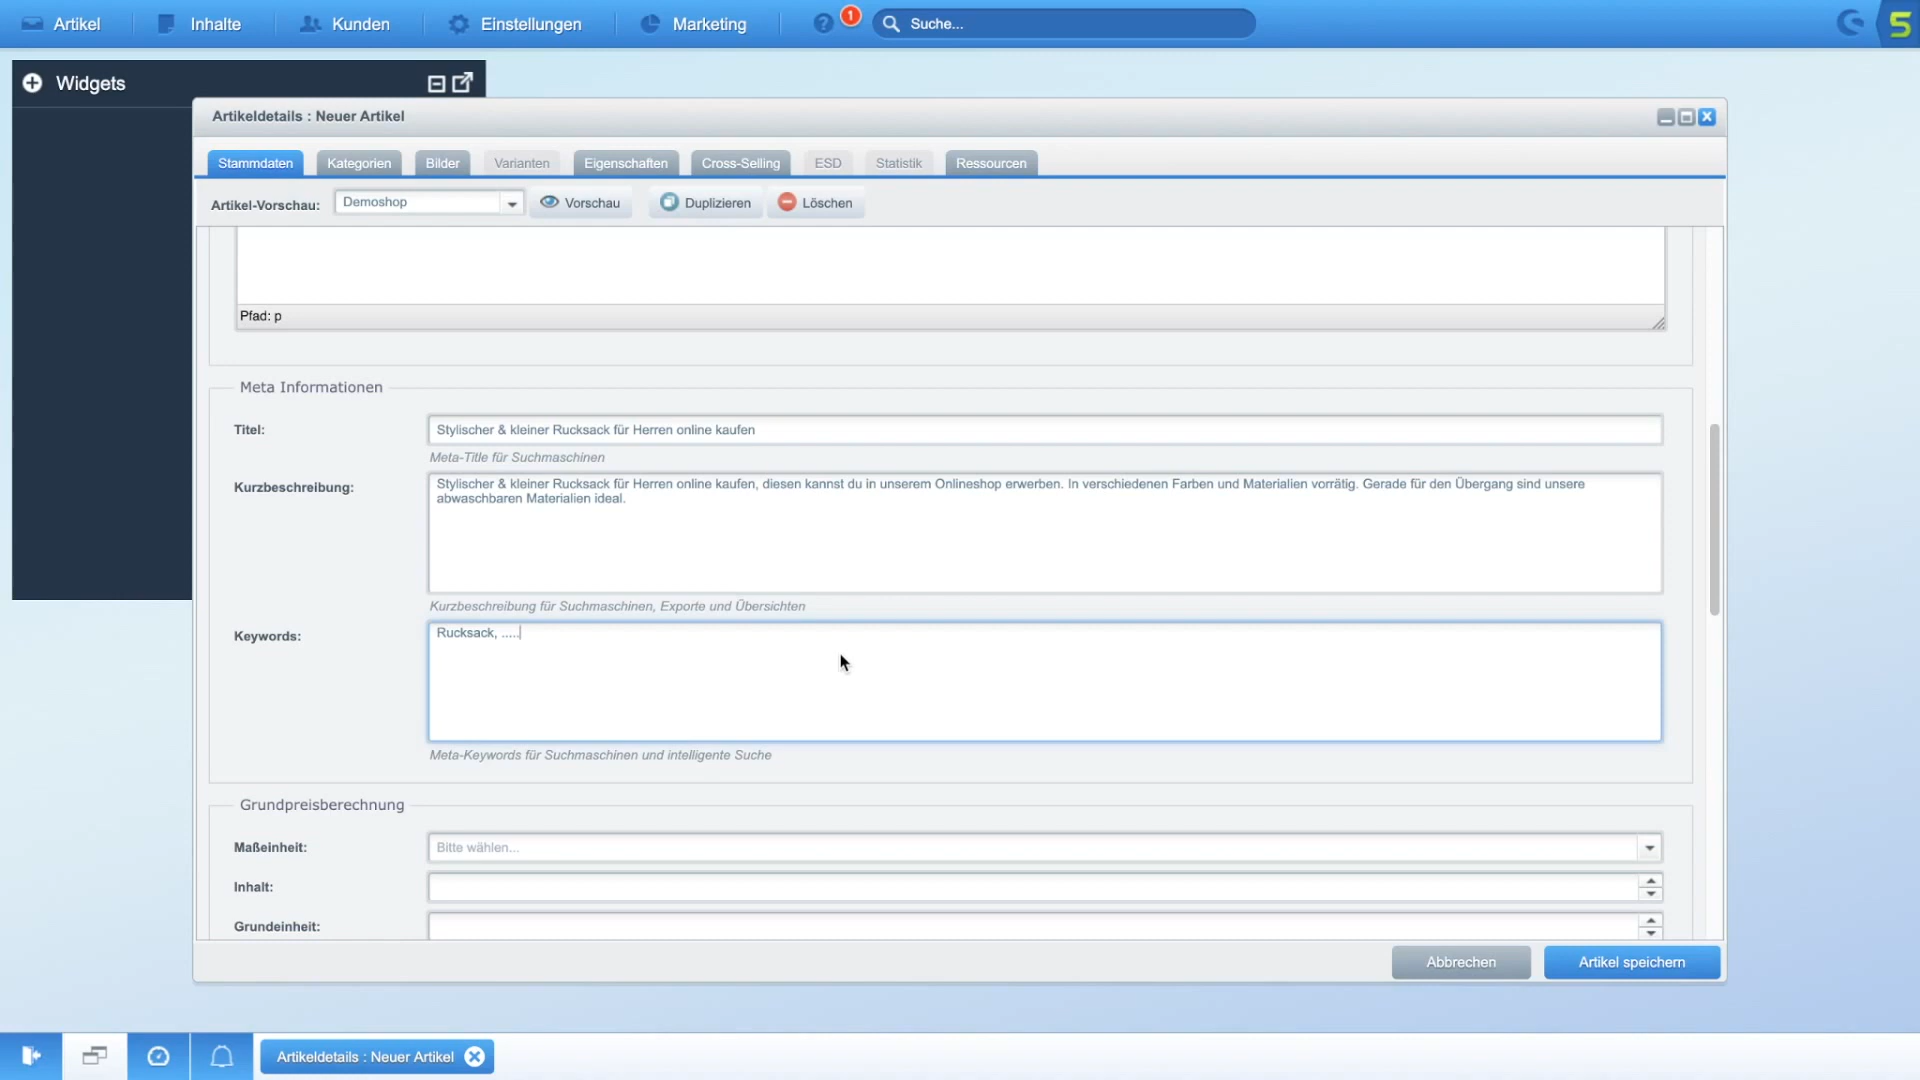 Artikel
Inhalte
Kunden
Einstellungen
Marketing
?
1
Suche...
Widgets
Artikeldetails : Neuer Artikel
Stammdaten
Kategorien
Bilder
Varianten
Eigenschaften
Cross-Selling
ESD
Statistik
Ressourcen
Artikel-Vorschau:
Demoshop
Vorschau
Duplizieren
Löschen
Pfad: p
Meta Informationen
Titel:
Stylischer & kleiner Rucksack für Herren online kaufen
Meta-Title für Suchmaschinen
Kurzbeschreibung:
Stylischer & kleiner Rucksack für Herren online kaufen, diesen kannst du in unserem Onlineshop erwerben. In verschiedenen Farben und Materialien vorrätig. Gerade für den Übergang sind unsere
abwaschbaren Materialien ideal.
Kurzbeschreibung für Suchmaschinen, Exporte und Übersichten
Keywords:
Rucksack, .....
Meta-Keywords für Suchmaschinen und intelligente Suche
Grundpreisberechnung
Maßeinheit:
Bitte wählen...
Inhalt:
Grundeinheit:
Abbrechen
Artikel speichern
Artikeldetails : Neuer Artikel